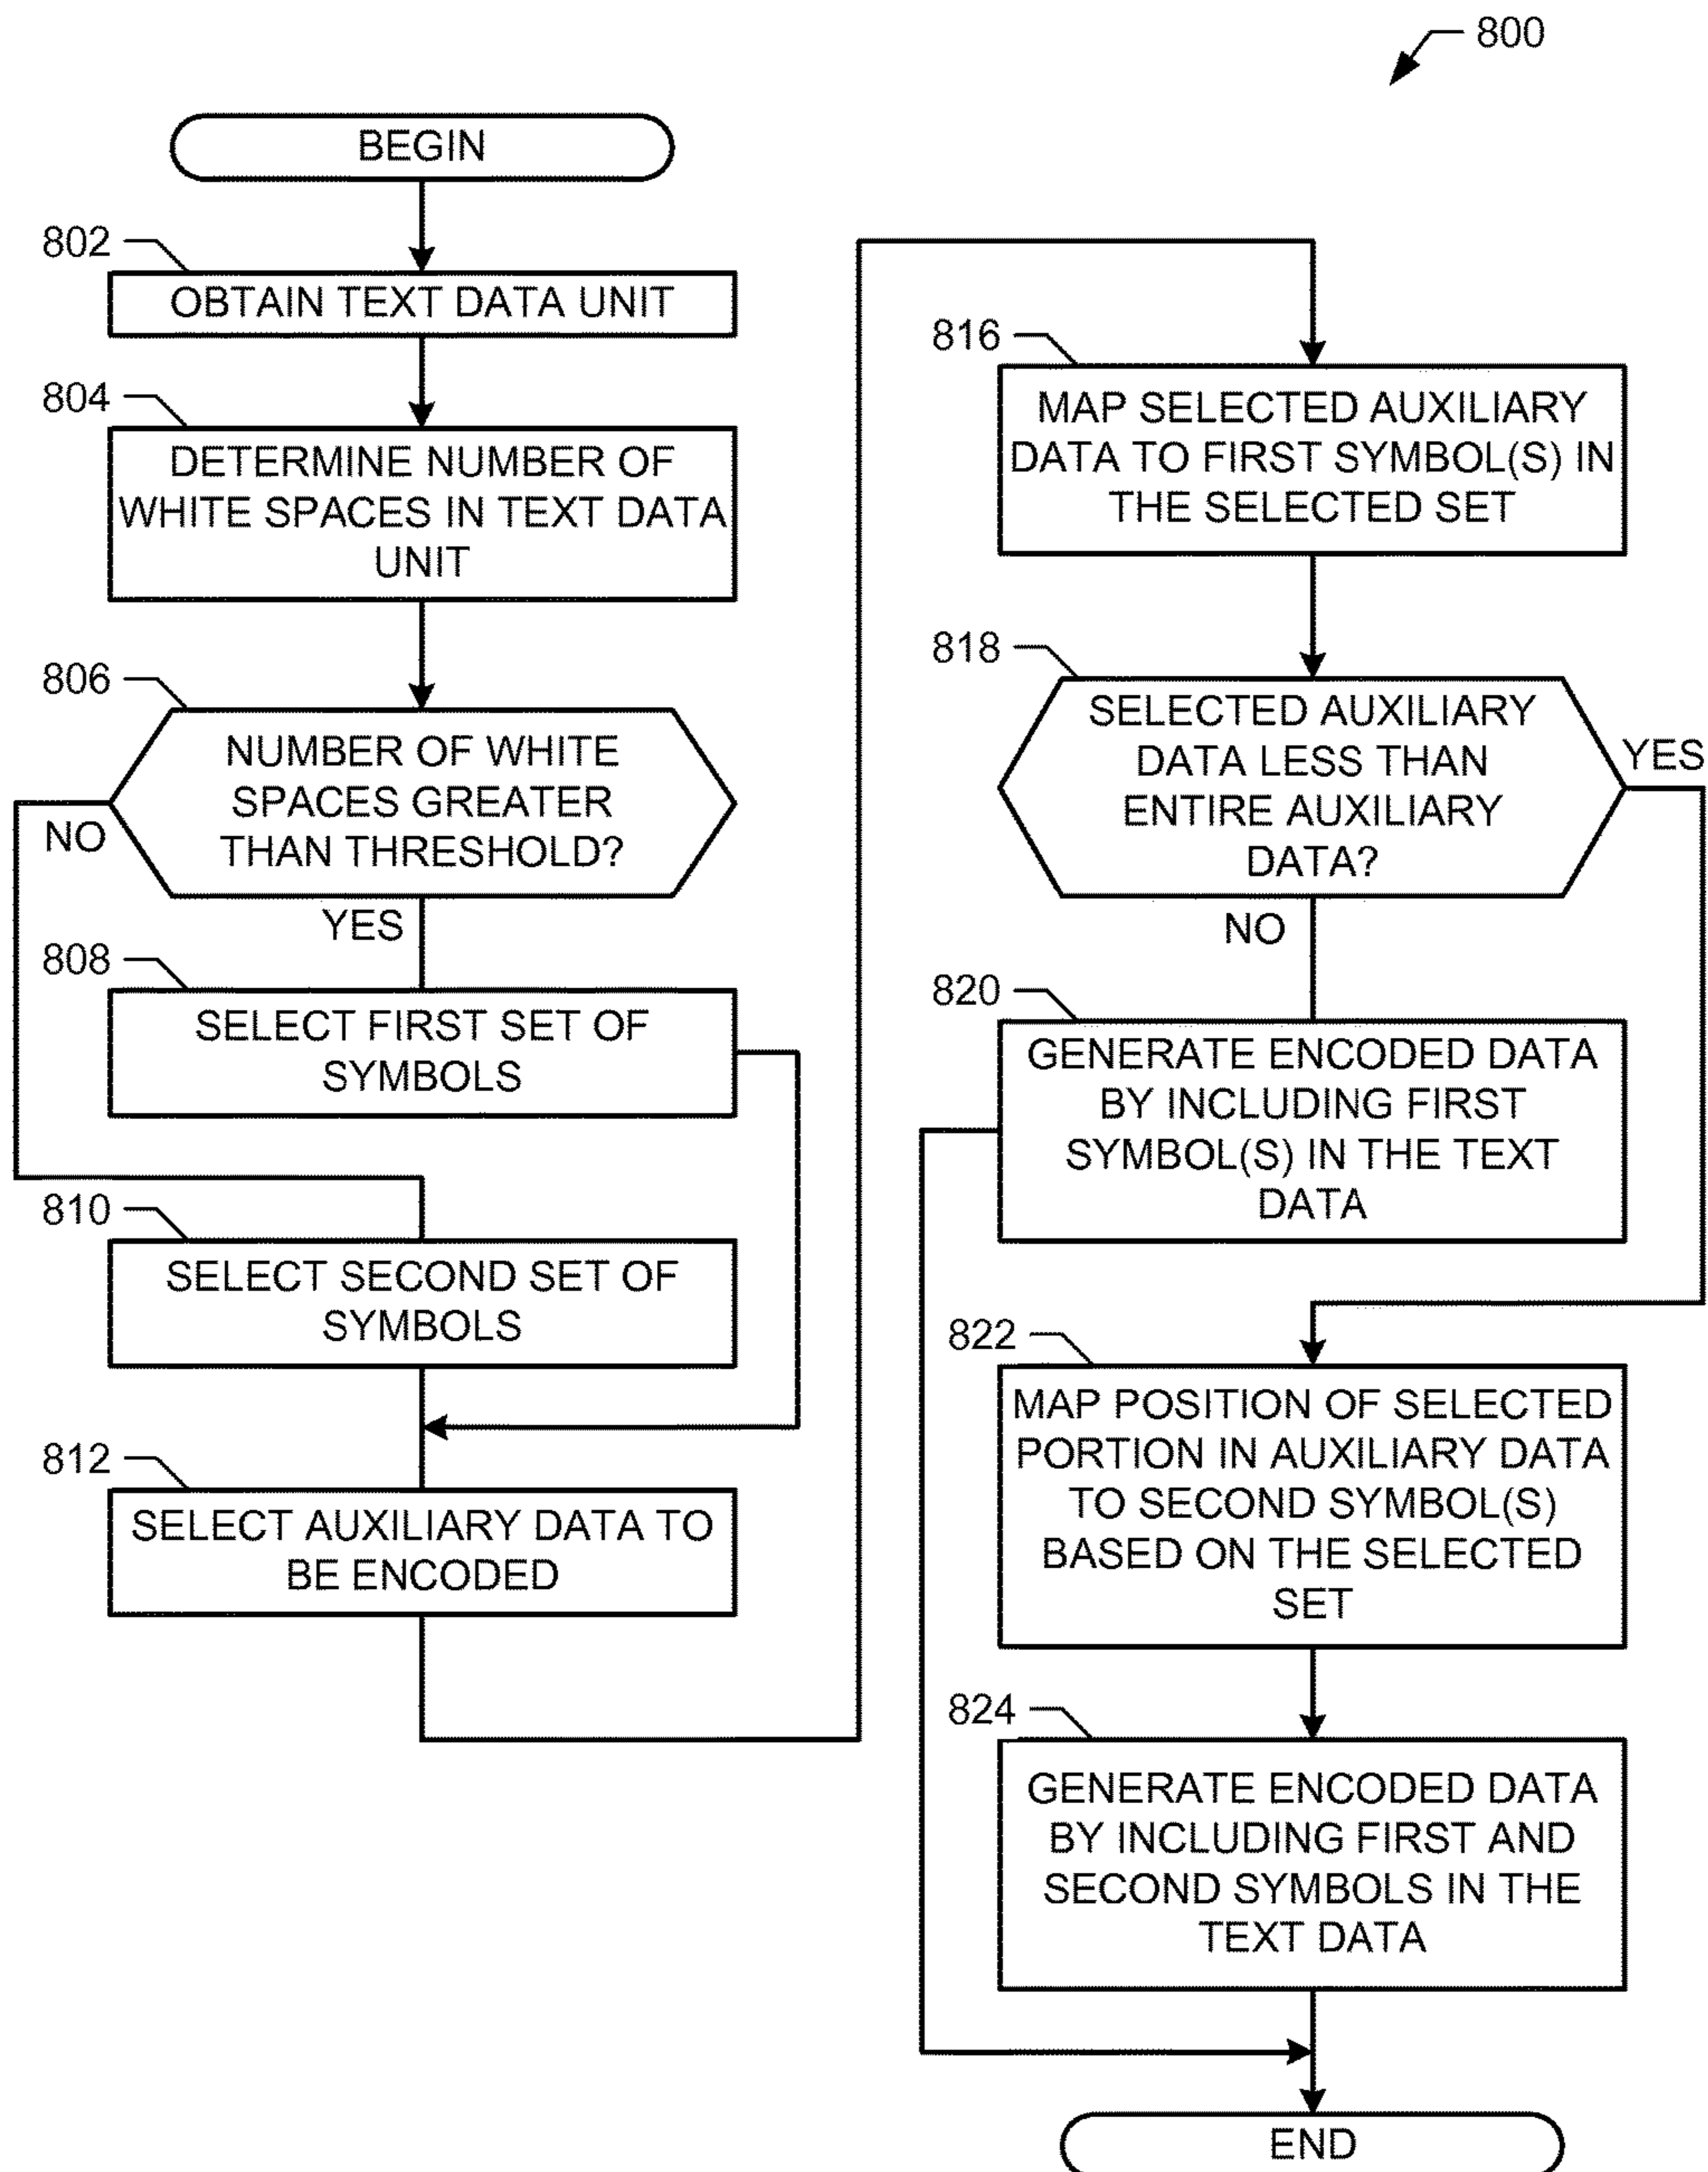 800
BEGIN
802
OBTAIN TEXT DATA UNIT
804
DETERMINE NUMBER OF
WHITE SPACES IN TEXT DATA
UNIT
806
NUMBER OF WHITE
SPACES GREATER
THAN THRESHOLD?
NO
YES
808
SELECT FIRST SET OF
SYMBOLS
810
SELECT SECOND SET OF
SYMBOLS
812
SELECT AUXILIARY DATA TO
BE ENCODED
816
MAP SELECTED AUXILIARY
DATA TO FIRST SYMBOL(S) IN
THE SELECTED SET
818
SELECTED AUXILIARY
DATA LESS THAN
ENTIRE AUXILIARY
DATA?
YES
NO
820
GENERATE ENCODED DATA
BY INCLUDING FIRST
SYMBOL(S) IN THE TEXT
DATA
822
MAP POSITION OF SELECTED
PORTION IN AUXILIARY DATA
TO SECOND SYMBOL(S)
BASED ON THE SELECTED
SET
824
GENERATE ENCODED DATA
BY INCLUDING FIRST AND
SECOND SYMBOLS IN THE
TEXT DATA
END